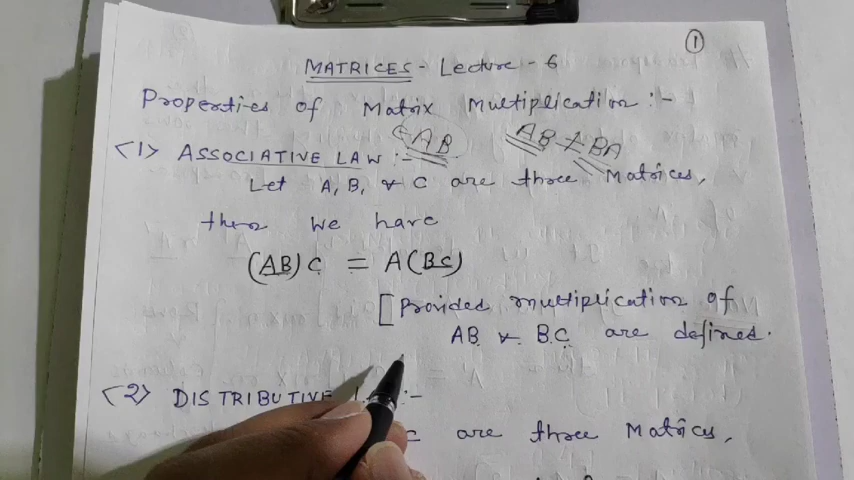 ①
MATRICES - Lecture - 6
Properties of Matrix Multiplication :-
CAB AB ≠ BA
<1> ASSOCIATIVE LAW :-
Let A, B, & C are three Matrices,
then we have
(AB)C = A(BC)
[Provided multiplication of
AB & BC are defined.
<2> DISTRIBUTIVE L :-
C are three Matrices,